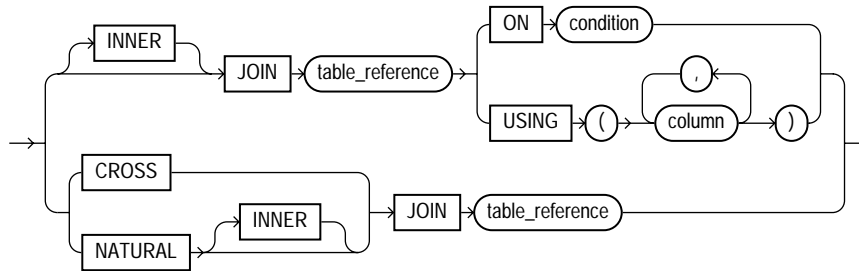 INNER
JOIN
table_reference
ON
condition
USING
(
,
column
)
CROSS
NATURAL
INNER
JOIN
table_reference